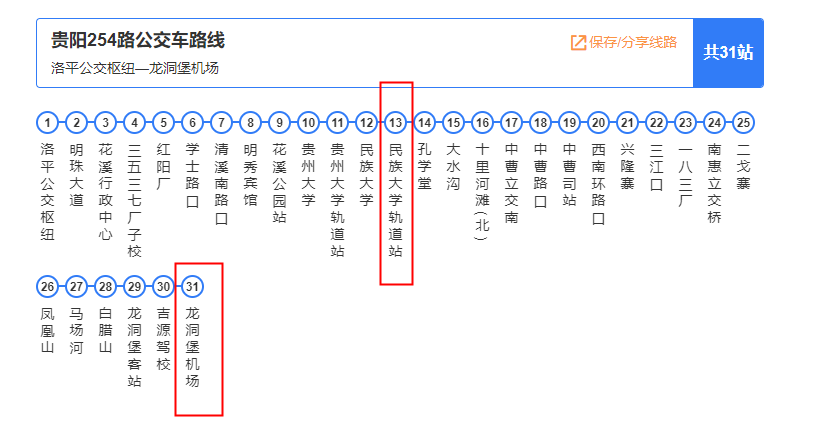 贵阳254路公交车路线
保存/分享线路
共31站
洛平公交枢纽—龙洞堡机场
1 2 3 4 5 6 7 8 9 10 11 12 13 14 15 16 17 18 19 20 21 22 23 24 25
洛平公交枢纽
明珠大道
花溪行政中心
三五三七厂子校
红阳厂
学士路口
清溪南路口
明秀宾馆
花溪公园站
贵州大学
贵州大学轨道站
民族大学
民族大学轨道站
孔学堂
大水沟
十里河滩(北)
中曹立交南
中曹路口
中曹司站
西南环路口
兴隆寨
三江口
一八三厂
南惠立交桥
二戈寨
26 27 28 29 30 31
凤凰山
马场河
白腊山
龙洞堡客站
吉源驾校
龙洞堡机场